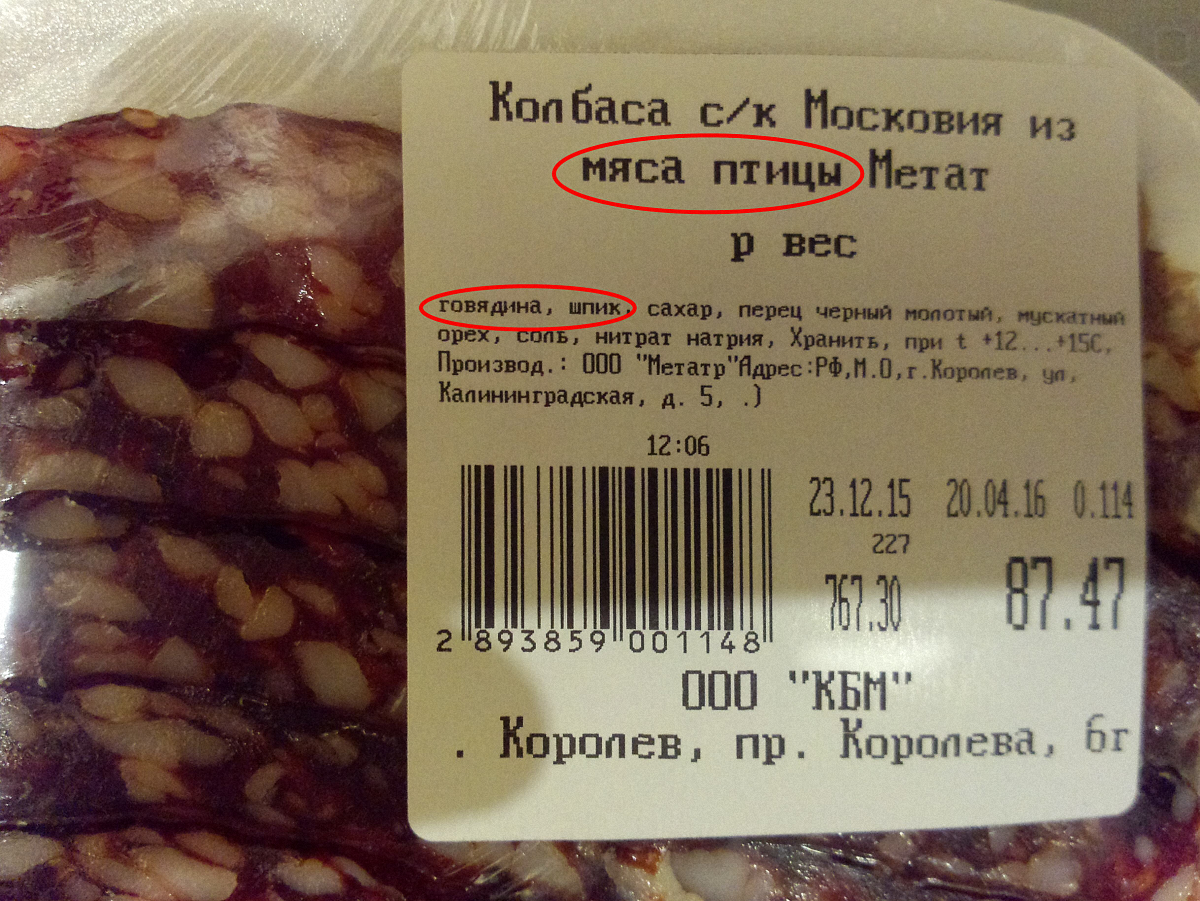 Колбаса с/к Московия из
мяса птицы Метат
р вес
говядина, шпик, сахар, перец черный молотый, мускатный
орех, соль, нитрат натрия, Хранить, при t +12...+15С,
Производ.: ООО "Метатр"Адрес:РФ,М.О,г.Королев, ул,
Калининградская, д. 5, .)
12:06
23.12.15 20.04.16 0.114
227
767.30 87.47
2 893859 001148
ООО "КБМ"
. Королев, пр. Королева, 6г